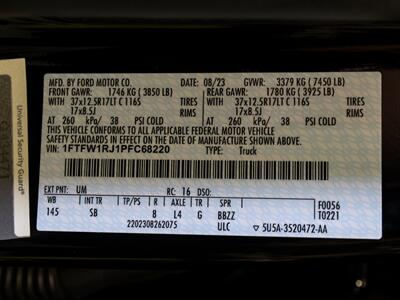 MFD. BY FORD MOTOR CO. DATE: 08/23 GVWR: 3379 KG ( 7450 LB)
FRONT GAWR: 1746 KG ( 3850 LB) REAR GAWR: 1780 KG ( 3925 LB)
WITH 37x12.5R17LT C 116S TIRES WITH 37x12.5R17LT C 116S TIRES
17x8.5J RIMS 17x8.5J RIMS
AT 260 kPa/ 38 PSI COLD AT 260 kPa/ 38 PSI COLD
THIS VEHICLE CONFORMS TO ALL APPLICABLE FEDERAL MOTOR VEHICLE
SAFETY STANDARDS IN EFFECT ON THE DATE OF MANUFACTURE SHOWN ABOVE.
VIN: 1FTFW1RJ1PFC68220 TYPE: Truck
EXT PNT: UM RC: 16 DSO:
WB INT TR TP/PS R AXLE TR SPR F0056
145 SB 8 L4 G BBZZ T0221
2202308262075 ULC 5U5A-3520472-AA
Universal Security Guard